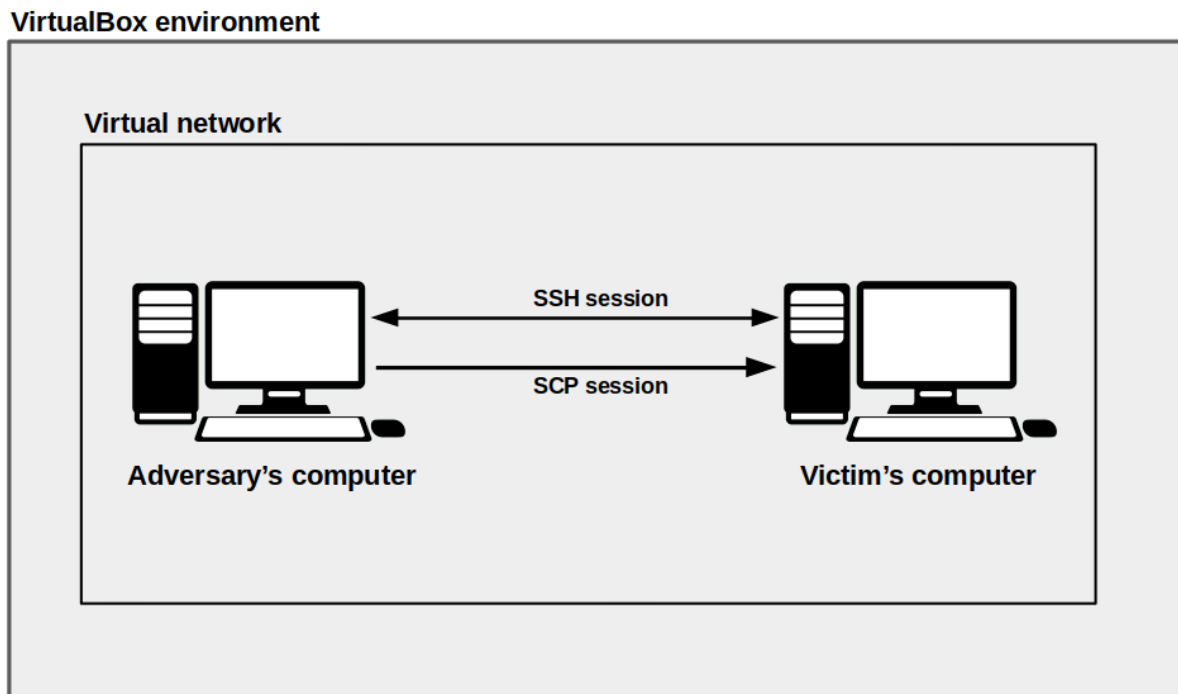 VirtualBox environment
Virtual network
SSH session
SCP session
Adversary’s computer
Victim’s computer